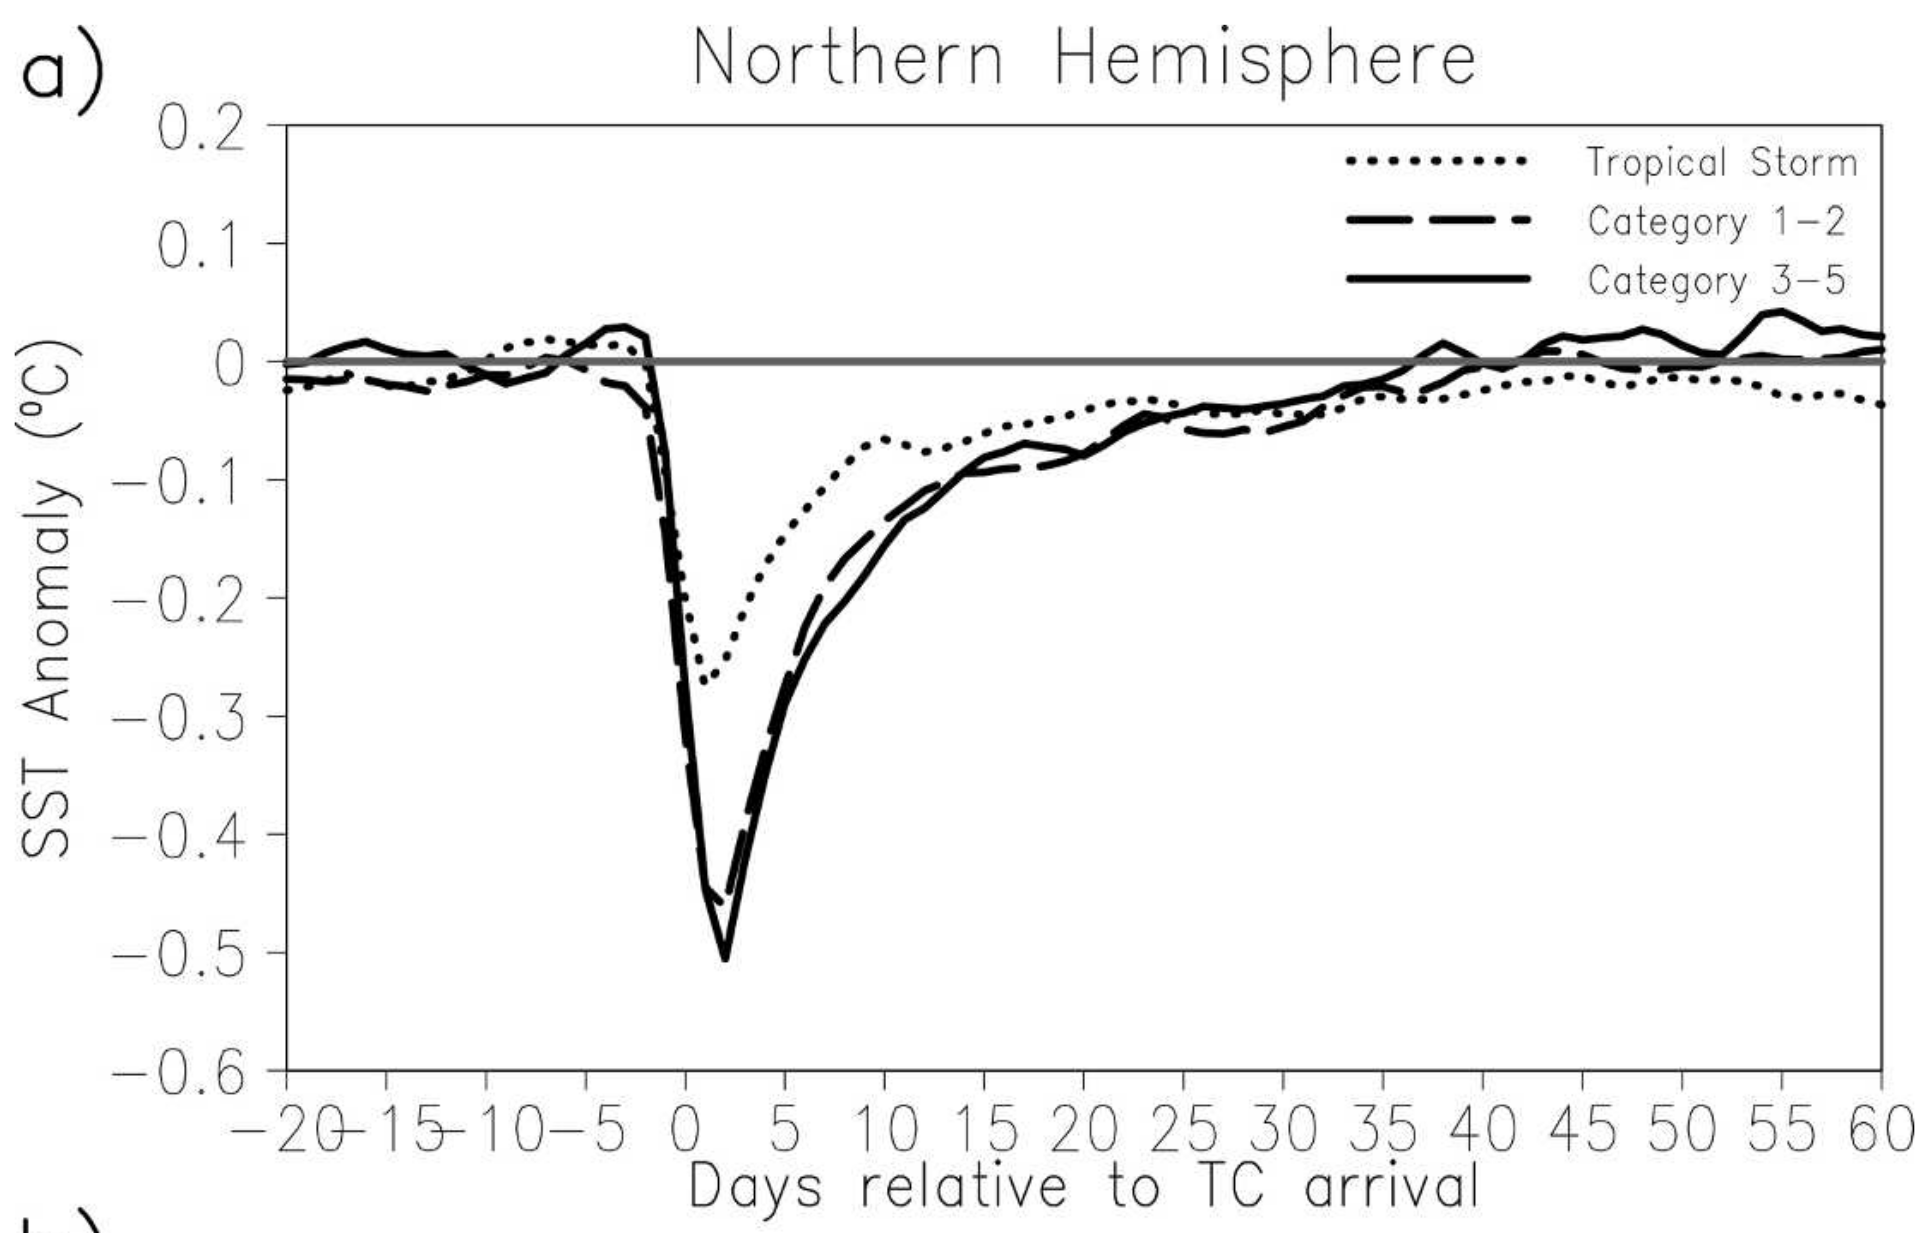 a)
Northern Hemisphere
0.2
0.1
0
−0.1
−0.2
−0.3
−0.4
−0.5
−0.6
SST Anomaly (ºC)
Tropical Storm
Category 1−2
Category 3−5
−20 −15 −10 −5 0 5 10 15 20 25 30 35 40 45 50 55 60
Days relative to TC arrival